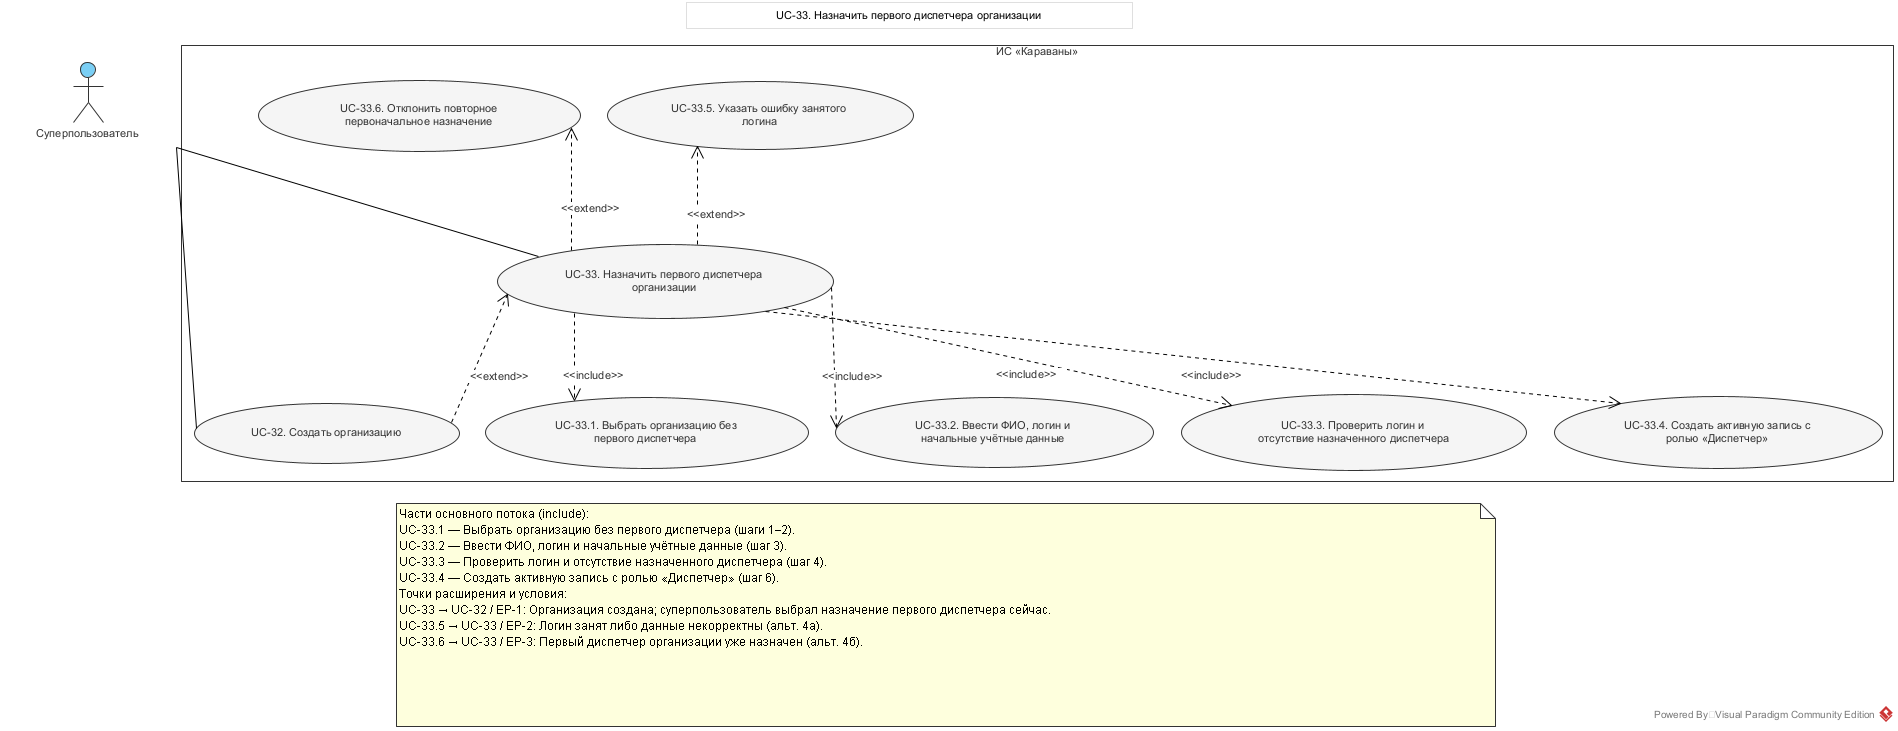 UC-33. Назначить первого диспетчера организации
ИС «Караваны»
Суперпользователь
UC-33.6. Отклонить повторное
первоначальное назначение
UC-33.5. Указать ошибку занятого
логина
<<extend>>
<<extend>>
UC-33. Назначить первого диспетчера
организации
<<extend>>
<<include>>
<<include>>
<<include>>
<<include>>
UC-32. Создать организацию
UC-33.1. Выбрать организацию без
первого диспетчера
UC-33.2. Ввести ФИО, логин и
начальные учётные данные
UC-33.3. Проверить логин и
отсутствие назначенного диспетчера
UC-33.4. Создать активную запись с
ролью «Диспетчер»
Части основного потока (include):
UC-33.1 — Выбрать организацию без первого диспетчера (шаги 1–2).
UC-33.2 — Ввести ФИО, логин и начальные учётные данные (шаг 3).
UC-33.3 — Проверить логин и отсутствие назначенного диспетчера (шаг 4).
UC-33.4 — Создать активную запись с ролью «Диспетчер» (шаг 6).
Точки расширения и условия:
UC-33 → UC-32 / EP-1: Организация создана; суперпользователь выбрал назначение первого диспетчера сейчас.
UC-33.5 → UC-33 / EP-2: Логин занят либо данные некорректны (альт. 4а).
UC-33.6 → UC-33 / EP-3: Первый диспетчер организации уже назначен (альт. 4б).
Powered By Visual Paradigm Community Edition